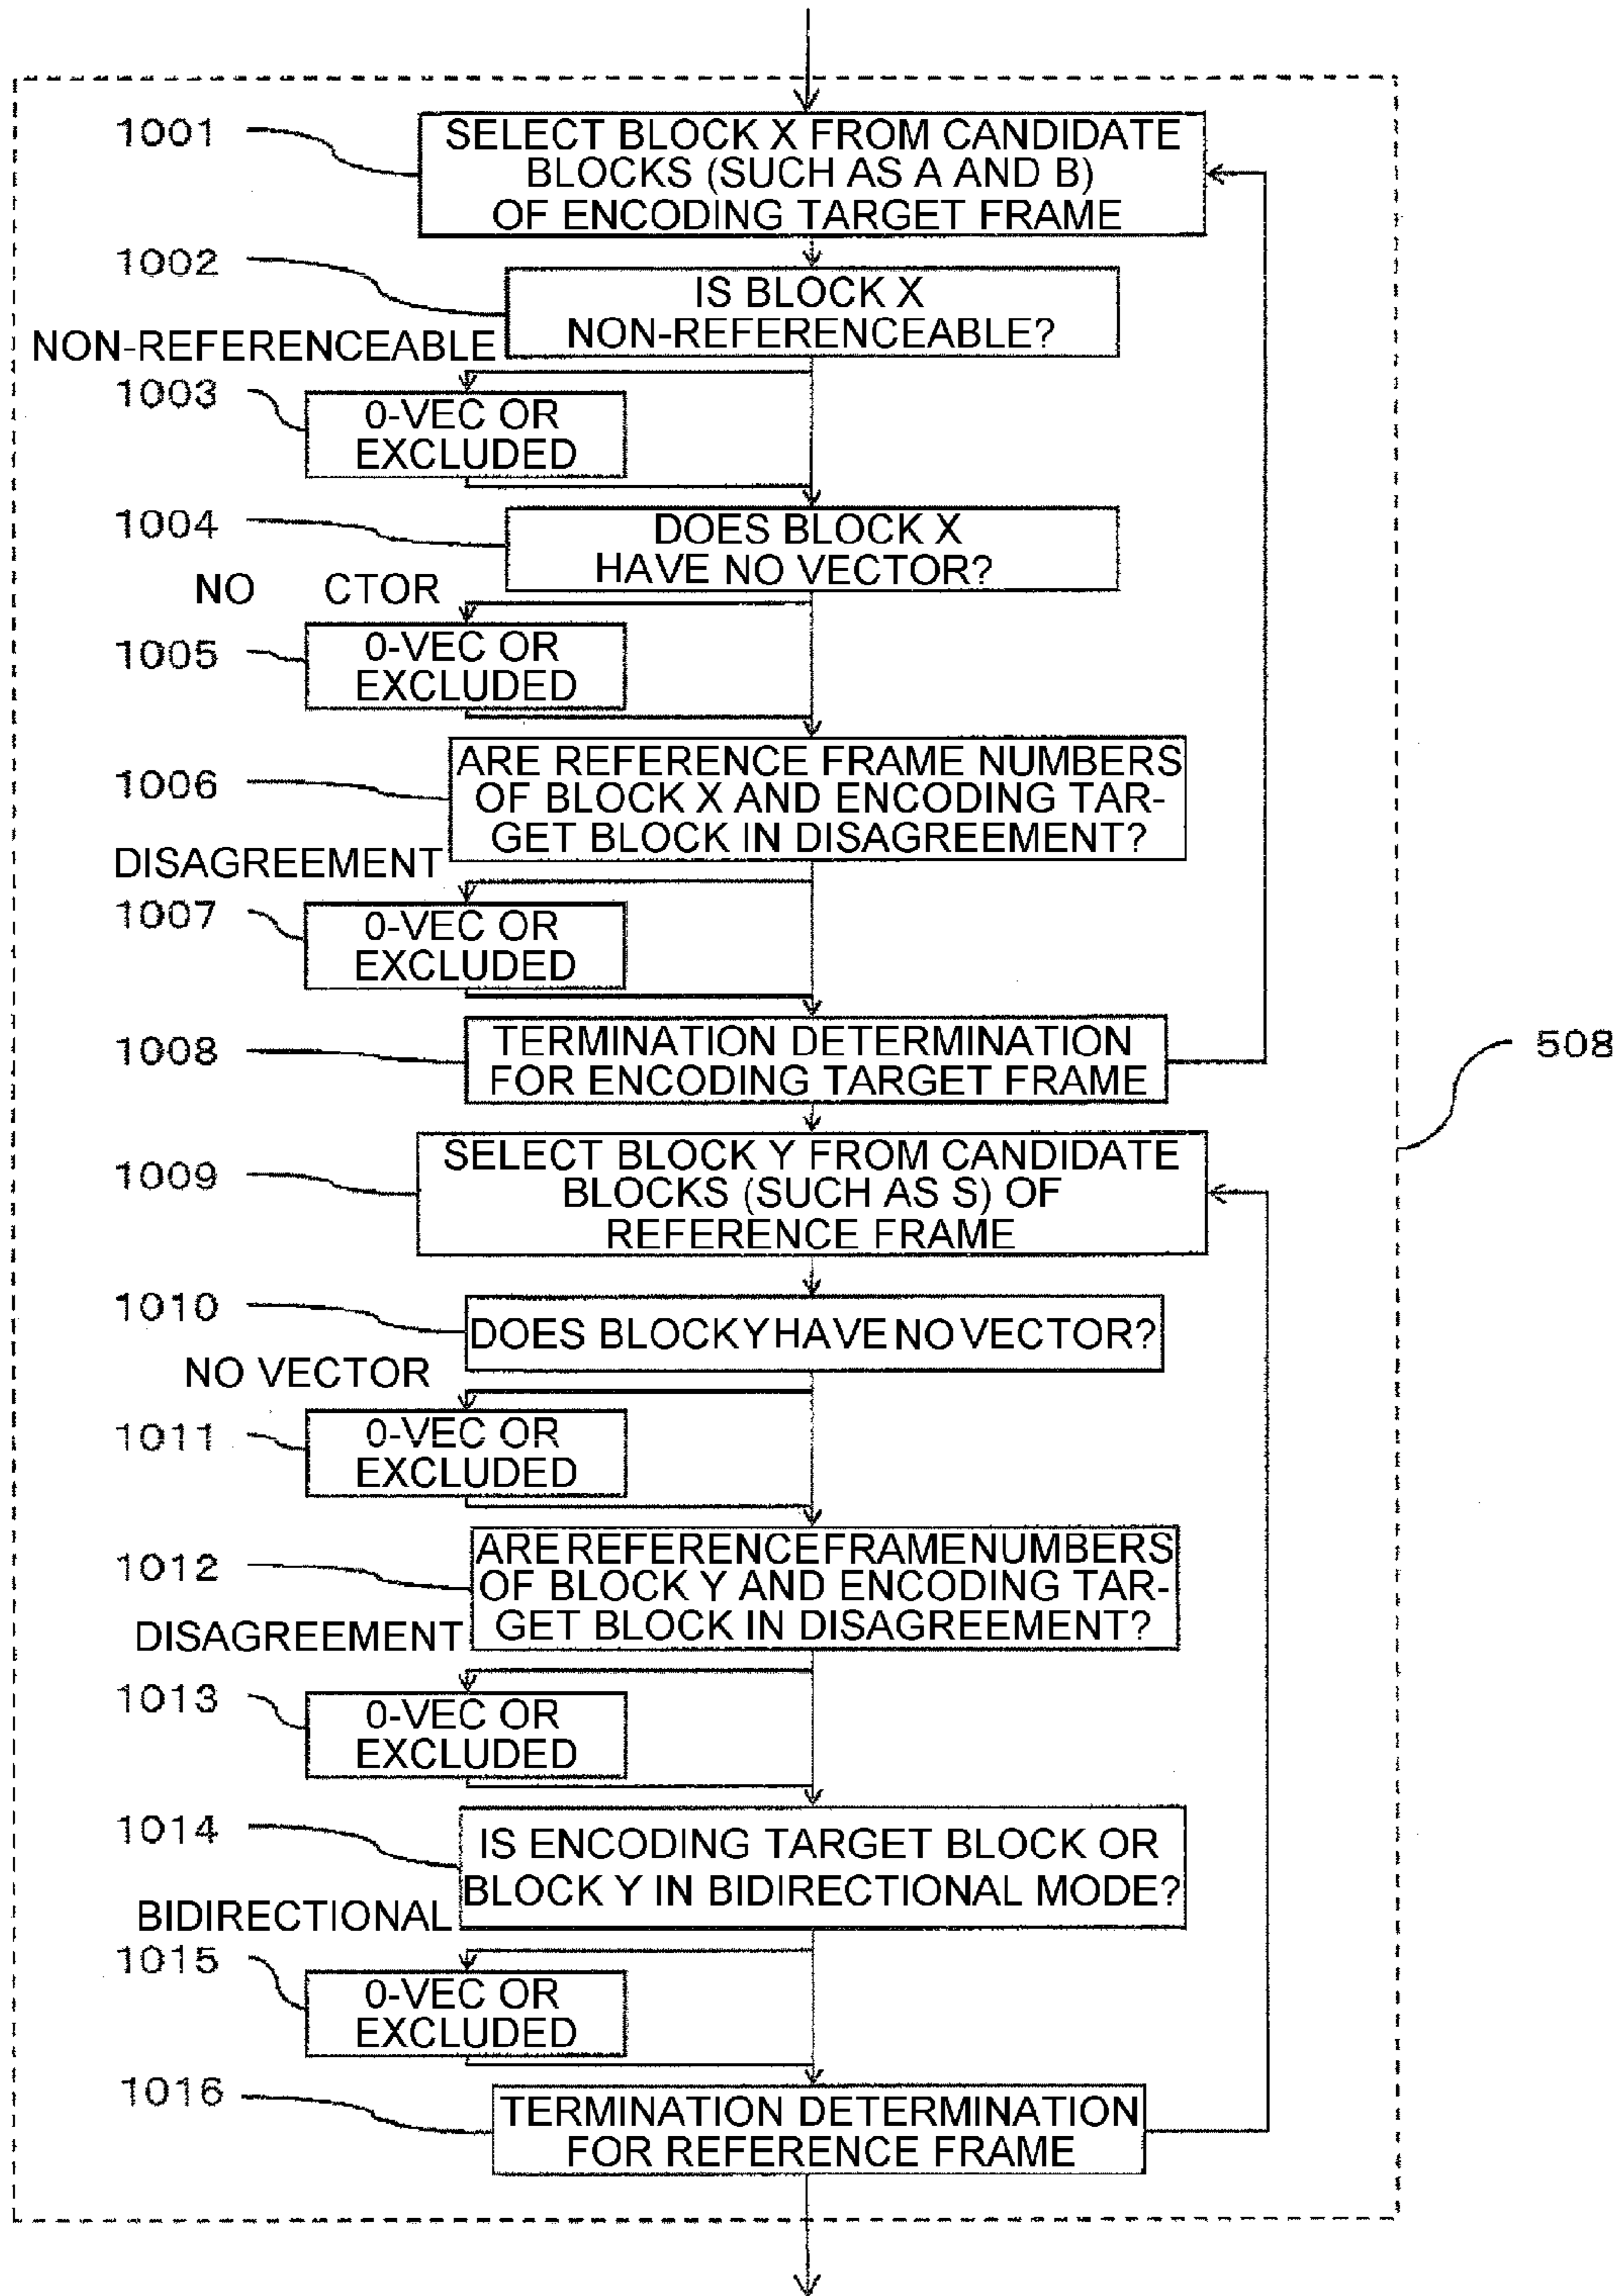 1001
SELECT BLOCK X FROM CANDIDATE
BLOCKS (SUCH AS A AND B)
OF ENCODING TARGET FRAME
1002
IS BLOCK X
NON-REFERENCEABLE?
NON-REFERENCEABLE
1003
0-VEC OR
EXCLUDED
1004
DOES BLOCK X
HAVE NO VECTOR?
NO CTOR
1005
0-VEC OR
EXCLUDED
1006
ARE REFERENCE FRAME NUMBERS
OF BLOCK X AND ENCODING TAR-
GET BLOCK IN DISAGREEMENT?
DISAGREEMENT
1007
0-VEC OR
EXCLUDED
1008
TERMINATION DETERMINATION
FOR ENCODING TARGET FRAME
508
1009
SELECT BLOCK Y FROM CANDIDATE
BLOCKS (SUCH AS S) OF
REFERENCE FRAME
1010
DOES BLOCK Y HAVE NO VECTOR?
NO VECTOR
1011
0-VEC OR
EXCLUDED
1012
ARE REFERENCE FRAME NUMBERS
OF BLOCK Y AND ENCODING TAR-
GET BLOCK IN DISAGREEMENT?
DISAGREEMENT
1013
0-VEC OR
EXCLUDED
1014
IS ENCODING TARGET BLOCK OR
BLOCK Y IN BIDIRECTIONAL MODE?
BIDIRECTIONAL
1015
0-VEC OR
EXCLUDED
1016
TERMINATION DETERMINATION
FOR REFERENCE FRAME